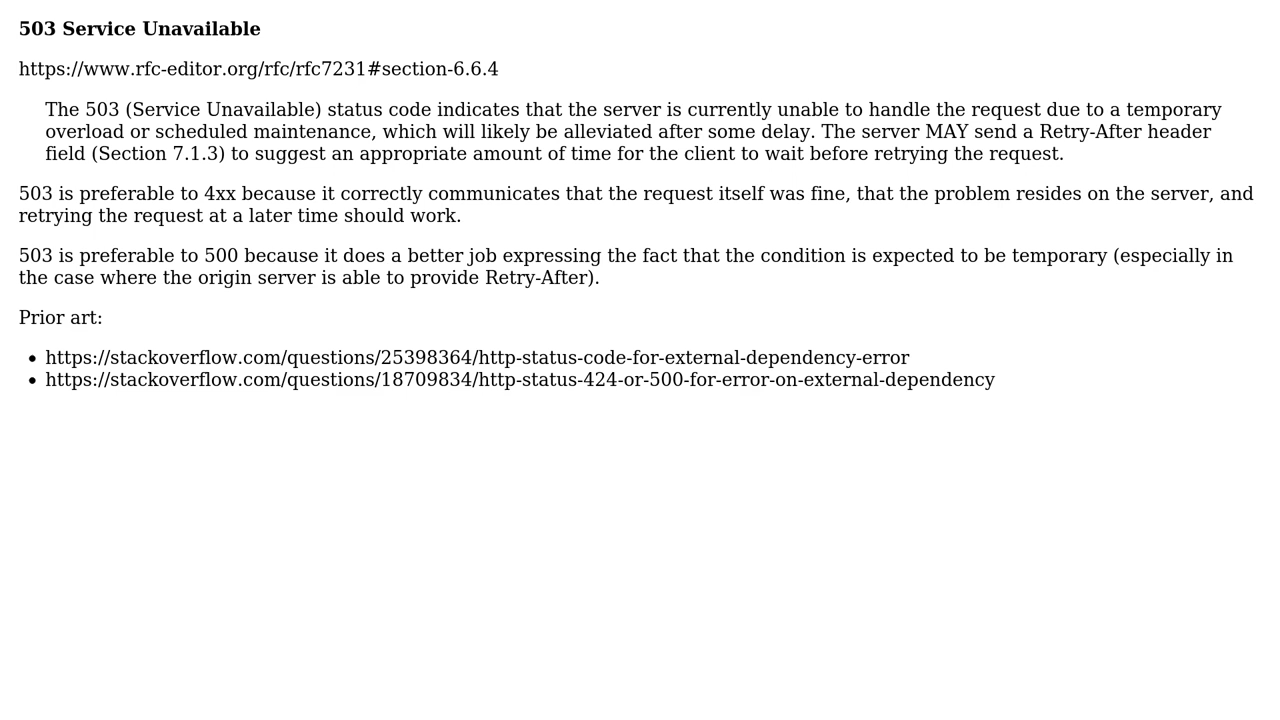 503 Service Unavailable
https://www.rfc-editor.org/rfc/rfc7231#section-6.6.4
The 503 (Service Unavailable) status code indicates that the server is currently unable to handle the request due to a temporary
overload or scheduled maintenance, which will likely be alleviated after some delay. The server MAY send a Retry-After header
field (Section 7.1.3) to suggest an appropriate amount of time for the client to wait before retrying the request.
503 is preferable to 4xx because it correctly communicates that the request itself was fine, that the problem resides on the server, and
retrying the request at a later time should work.
503 is preferable to 500 because it does a better job expressing the fact that the condition is expected to be temporary (especially in
the case where the origin server is able to provide Retry-After).
Prior art:
• https://stackoverflow.com/questions/25398364/http-status-code-for-external-dependency-error
• https://stackoverflow.com/questions/18709834/http-status-424-or-500-for-error-on-external-dependency